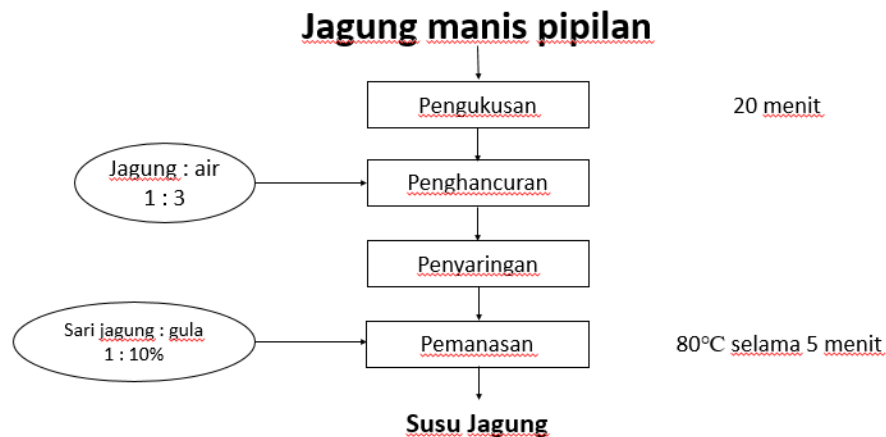 Jagung manis pipilan
Pengukusan
20 menit
Jagung : air
1 : 3
Penghancuran
Penyaringan
Sari jagung : gula
1 : 10%
Pemanasan
80°C selama 5 menit
Susu Jagung